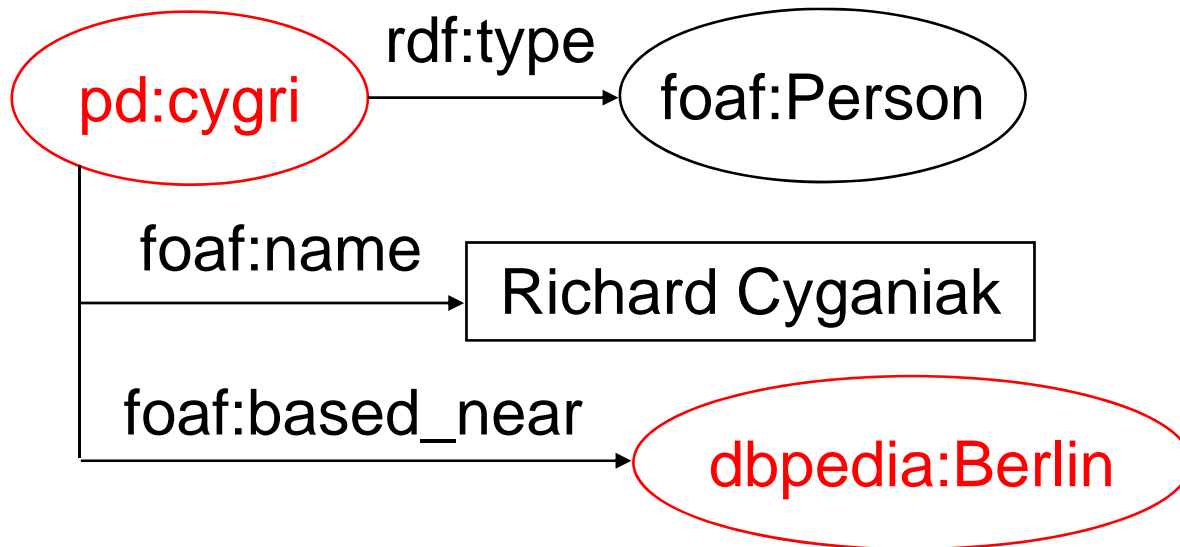 rdf:type
pd:cygri
foaf:Person
foaf:name
Richard Cyganiak
foaf:based_near
dbpedia:Berlin